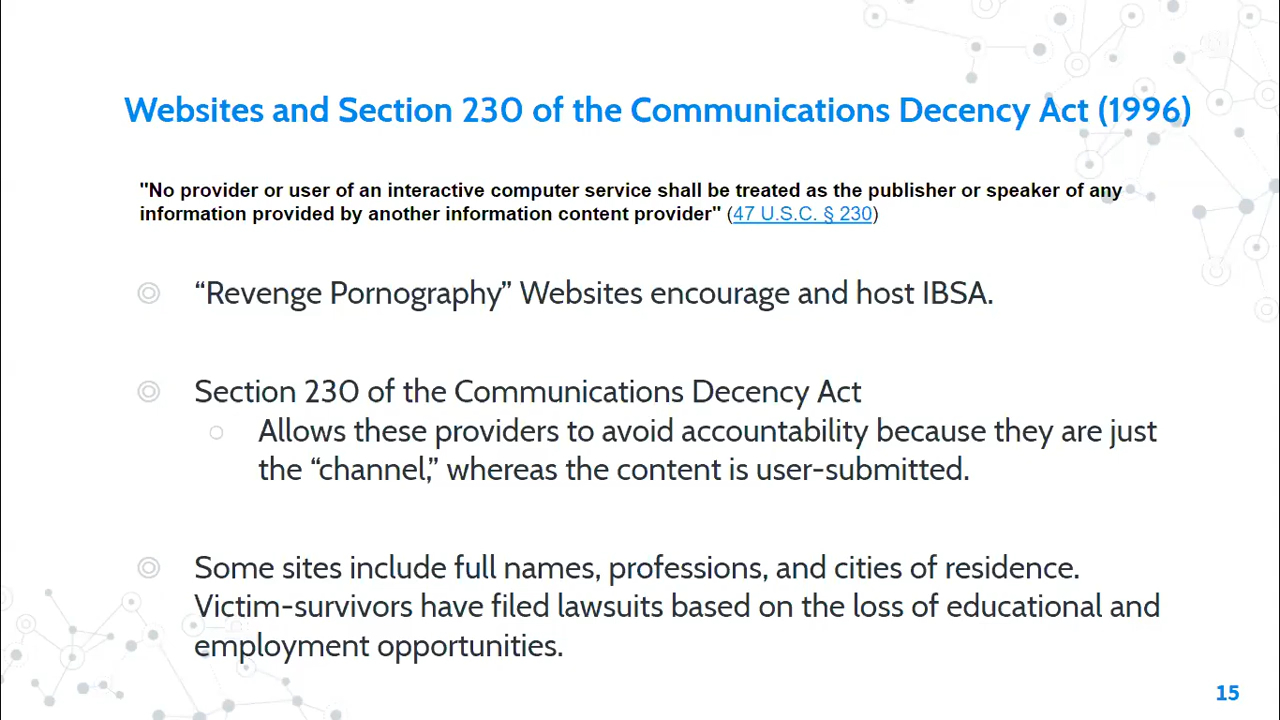 Websites and Section 230 of the Communications Decency Act (1996)
"No provider or user of an interactive computer service shall be treated as the publisher or speaker of any
information provided by another information content provider" (47 U.S.C. § 230)
“Revenge Pornography” Websites encourage and host IBSA.
Section 230 of the Communications Decency Act
Allows these providers to avoid accountability because they are just
the “channel,” whereas the content is user-submitted.
Some sites include full names, professions, and cities of residence.
Victim-survivors have filed lawsuits based on the loss of educational and
employment opportunities.
15